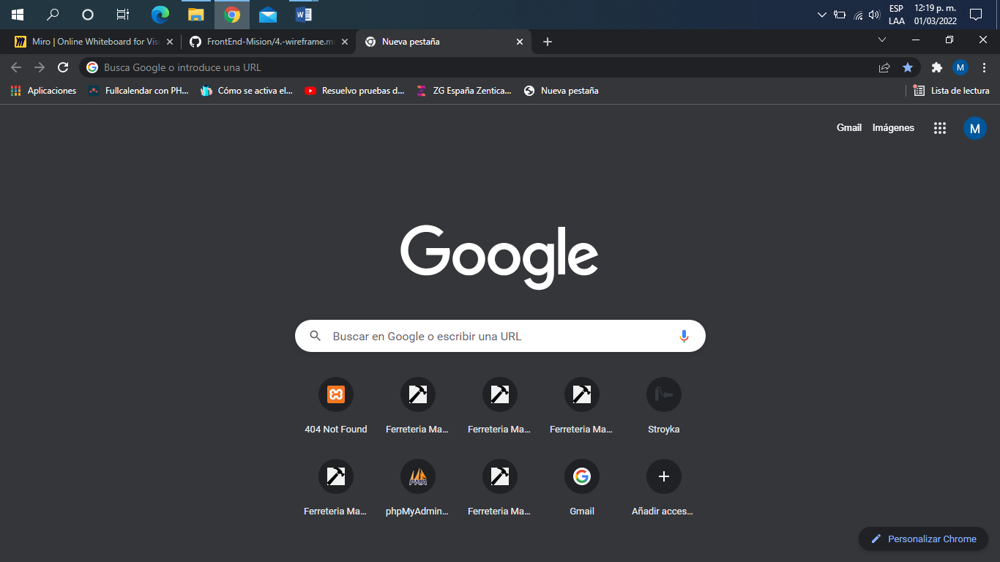 ESP
LAA
12:19 p. m.
01/03/2022
Miro | Online Whiteboard for Vis
FrontEnd-Mision/4.-wireframe.m
Nueva pestaña
Busca Google o introduce una URL
M
Aplicaciones
Fullcalendar con PH...
Cómo se activa el...
Resuelvo pruebas d...
ZG España Zentica...
Nueva pestaña
Lista de lectura
Gmail
Imágenes
M
Google
Buscar en Google o escribir una URL
404 Not Found
Ferreteria Ma...
Ferreteria Ma...
Ferreteria Ma...
Stroyka
Ferreteria Ma...
PMA
phpMyAdmin...
Ferreteria Ma...
Gmail
Añadir acces...
Personalizar Chrome